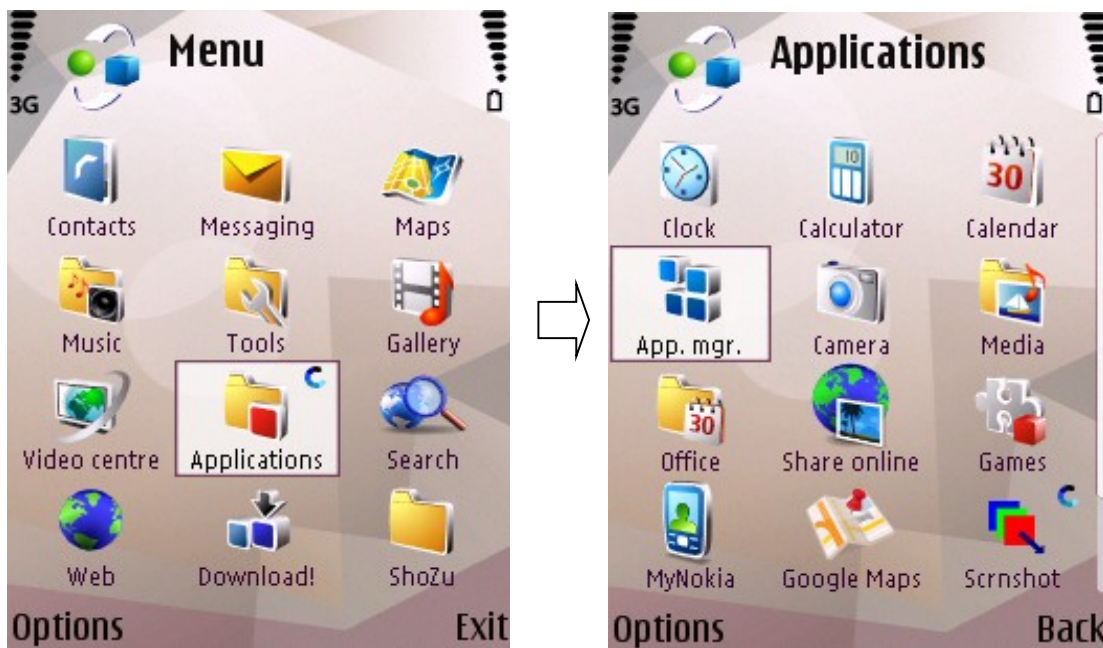 Menu
3G
Contacts Messaging Maps
Music Tools Gallery
Video centre Applications Search
Web Download! ShoZu
Options Exit
Applications
3G
30
10
Clock Calculator Calendar
App. mgr. Camera Media
30
Office Share online Games
MyNokia Google Maps Scrnshot
Options Back